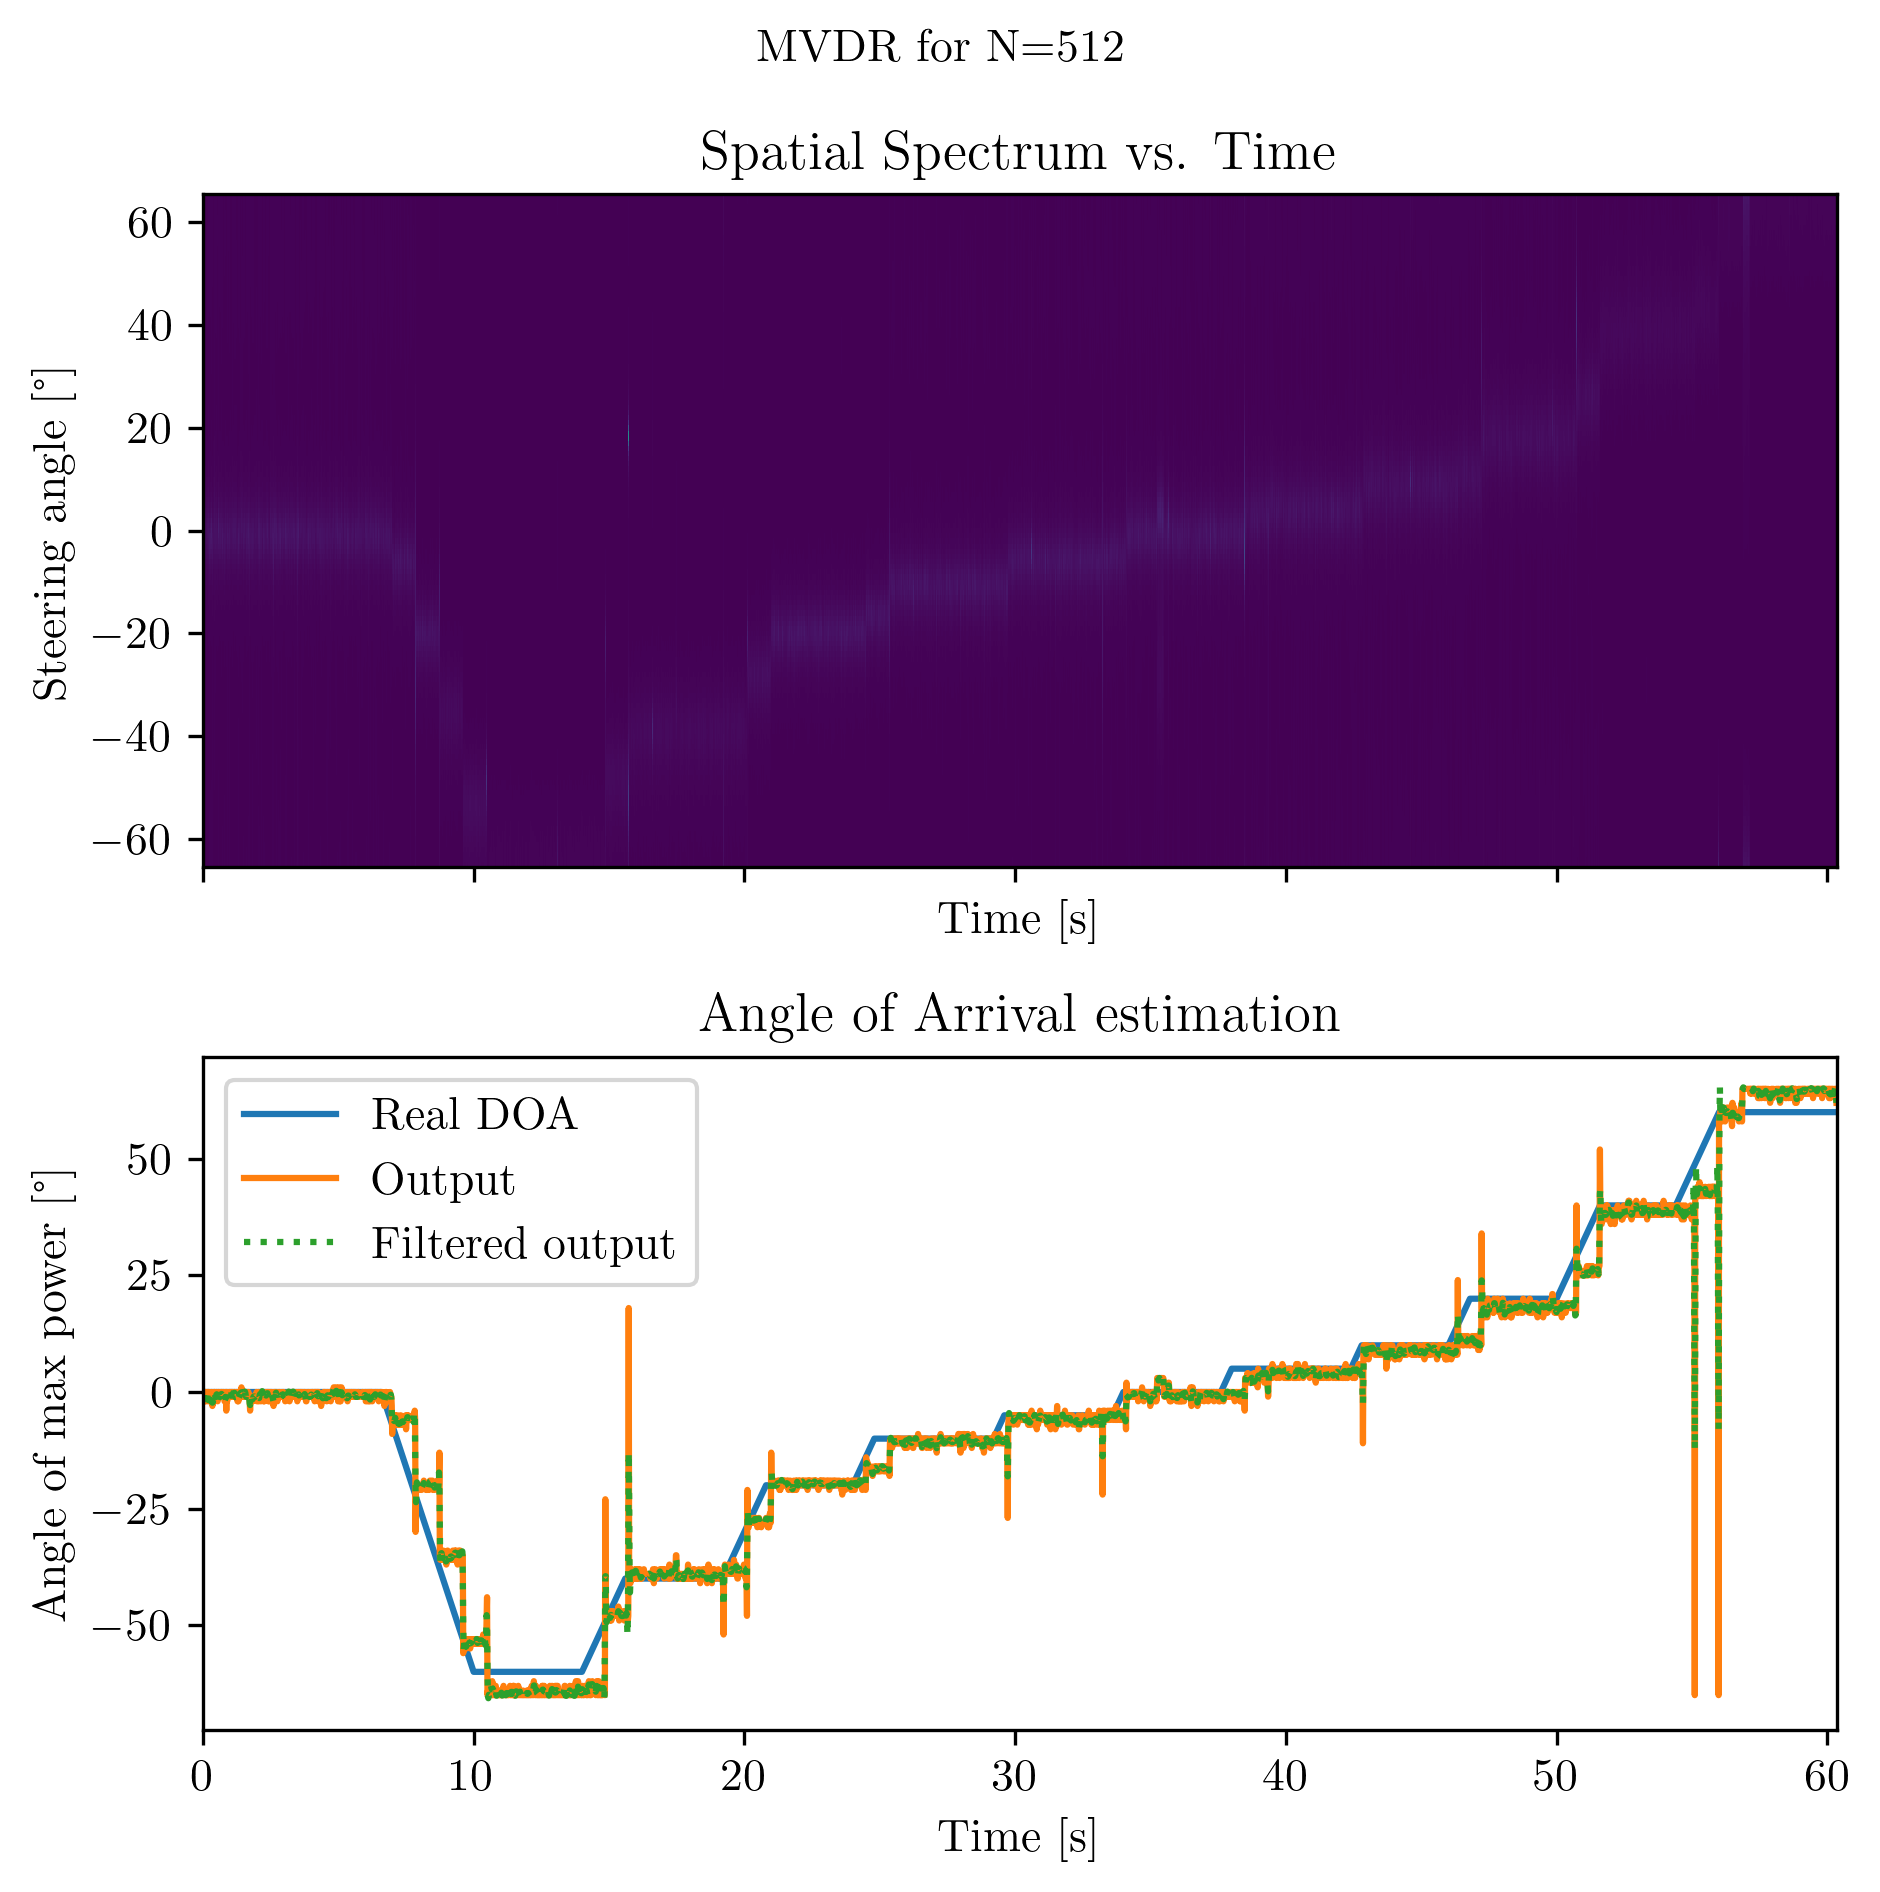 MVDR for N=512
Spatial Spectrum vs. Time
60
40
20
0
−20
−40
−60
Steering angle [°]
Time [s]
Angle of Arrival estimation
Real DOA
Output
Filtered output
50
25
0
−25
−50
Angle of max power [°]
0 10 20 30 40 50 60
Time [s]